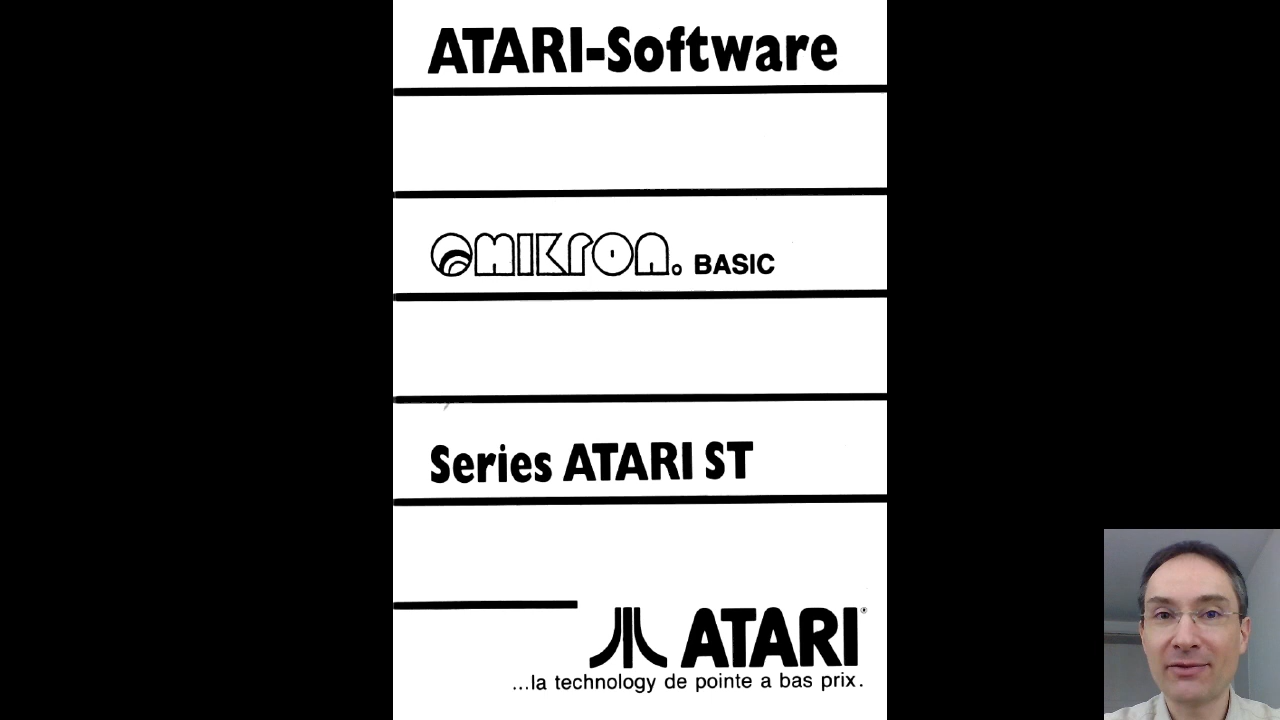 ATARI-Software
OMIKRON. BASIC
Series ATARI ST
ATARI®
...la technology de pointe a bas prix.